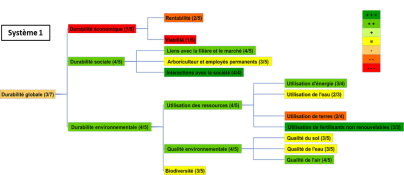 Système 1
Rentabilité (2/5)
Durabilité économique (1/5)
Viabilité (1/5)
Liens avec la filière et le marché (4/5)
Durabilité sociale (4/5)
Arboriculteur et employés permanents (3/5)
Interactions avec la société (4/4)
Durabilité globale (3/7)
Utilisation d'énergie (3/4)
Utilisation des ressources (4/5)
Utilisation de l'eau (2/3)
Utilisation de terres (2/4)
Utilisation de fertilisants non renouvelables (3/3)
Durabilité environnementale (4/5)
Qualité du sol (3/5)
Qualité environnementale (4/5)
Qualité de l'eau (3/5)
Qualité de l'air (4/5)
Biodiversité (3/5)
+++
++
+
=
-
--
---